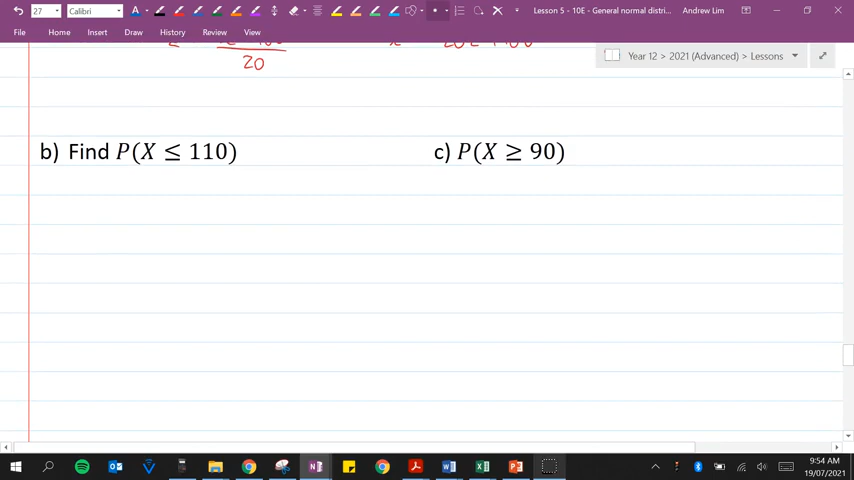 27 Calibri Lesson 5 - 10E - General normal distri... Andrew Lim
File Home Insert Draw History Review View
20
Year 12 > 2021 (Advanced) > Lessons
b) Find P(X ≤ 110)
c) P(X ≥ 90)
9:54 AM
19/07/2021